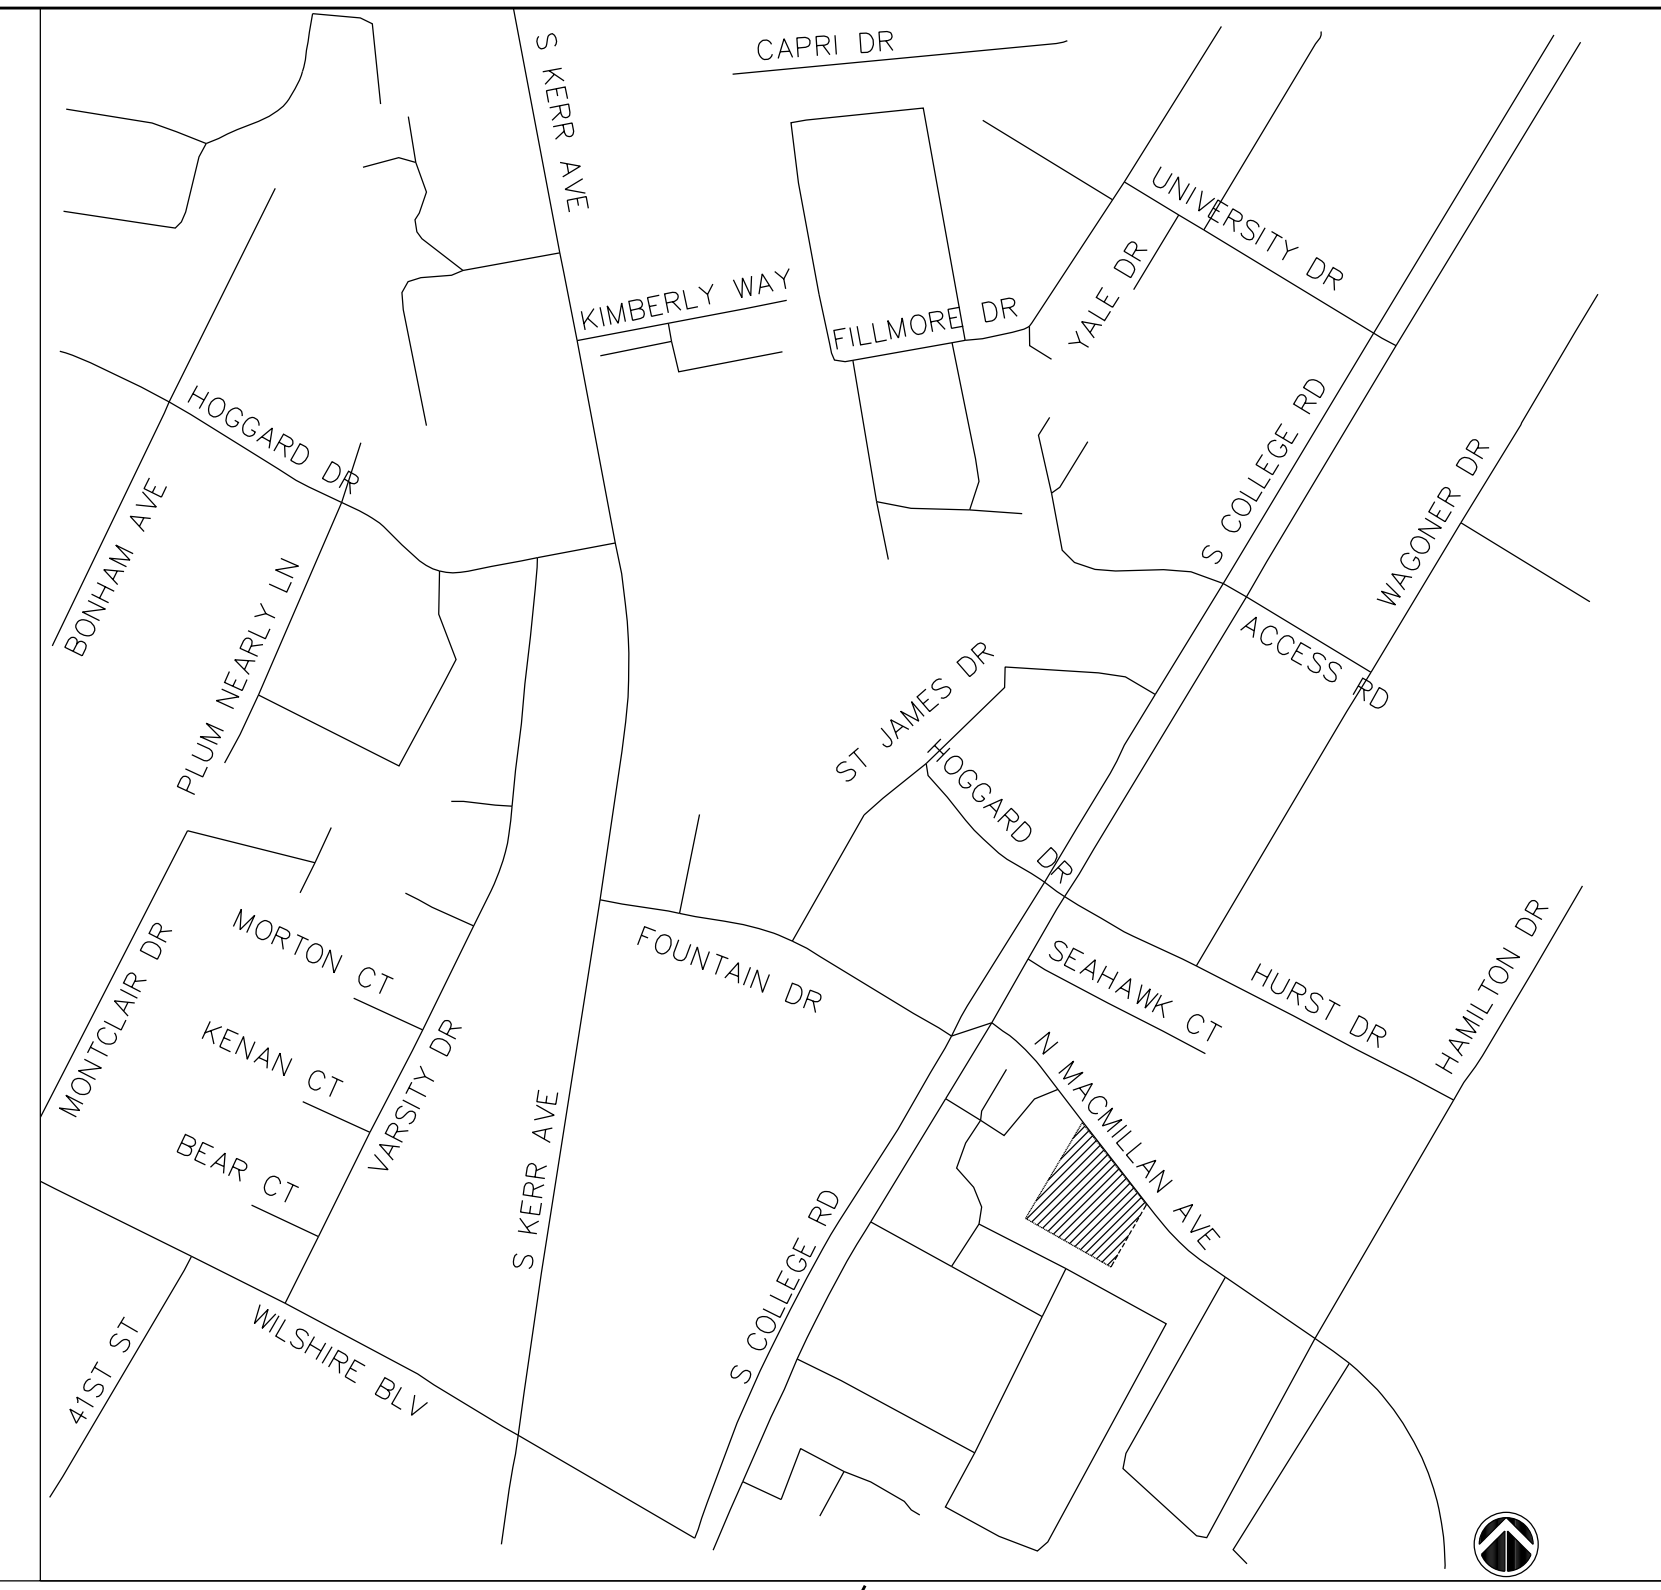 CAPRI DR
S KERR AVE
UNIVERSITY DR
YALE DR
KIMBERLY WAY
FILLMORE DR
HOGGARD DR
S COLLEGE RD
WAGONER DR
BONHAM AVE
PLUM NEARLY LN
ACCESS RD
ST JAMES DR
HOGGARD DR
MORTON CT
FOUNTAIN DR
SEAHAWK CT
HURST DR
HAMILTON DR
MONTCLAIR DR
KENAN CT
VARSITY DR
N MACMILLAN AVE
S KERR AVE
BEAR CT
S COLLEGE RD
WILSHIRE BLV
41ST ST